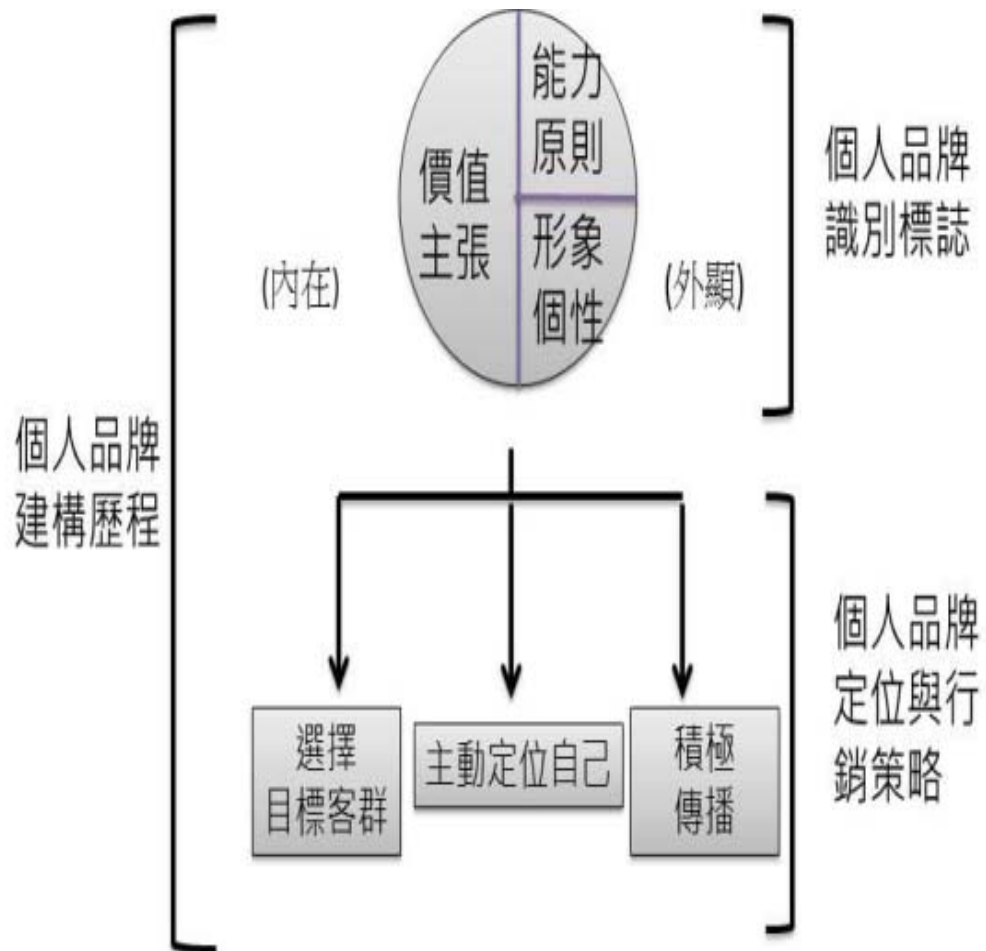 能力
原則
價值
主張
形象
個性
(內在)
(外顯)
個人品牌
識別標誌
個人品牌
建構歷程
選擇
目標客群
主動定位自己
積極
傳播
個人品牌
定位與行
銷策略